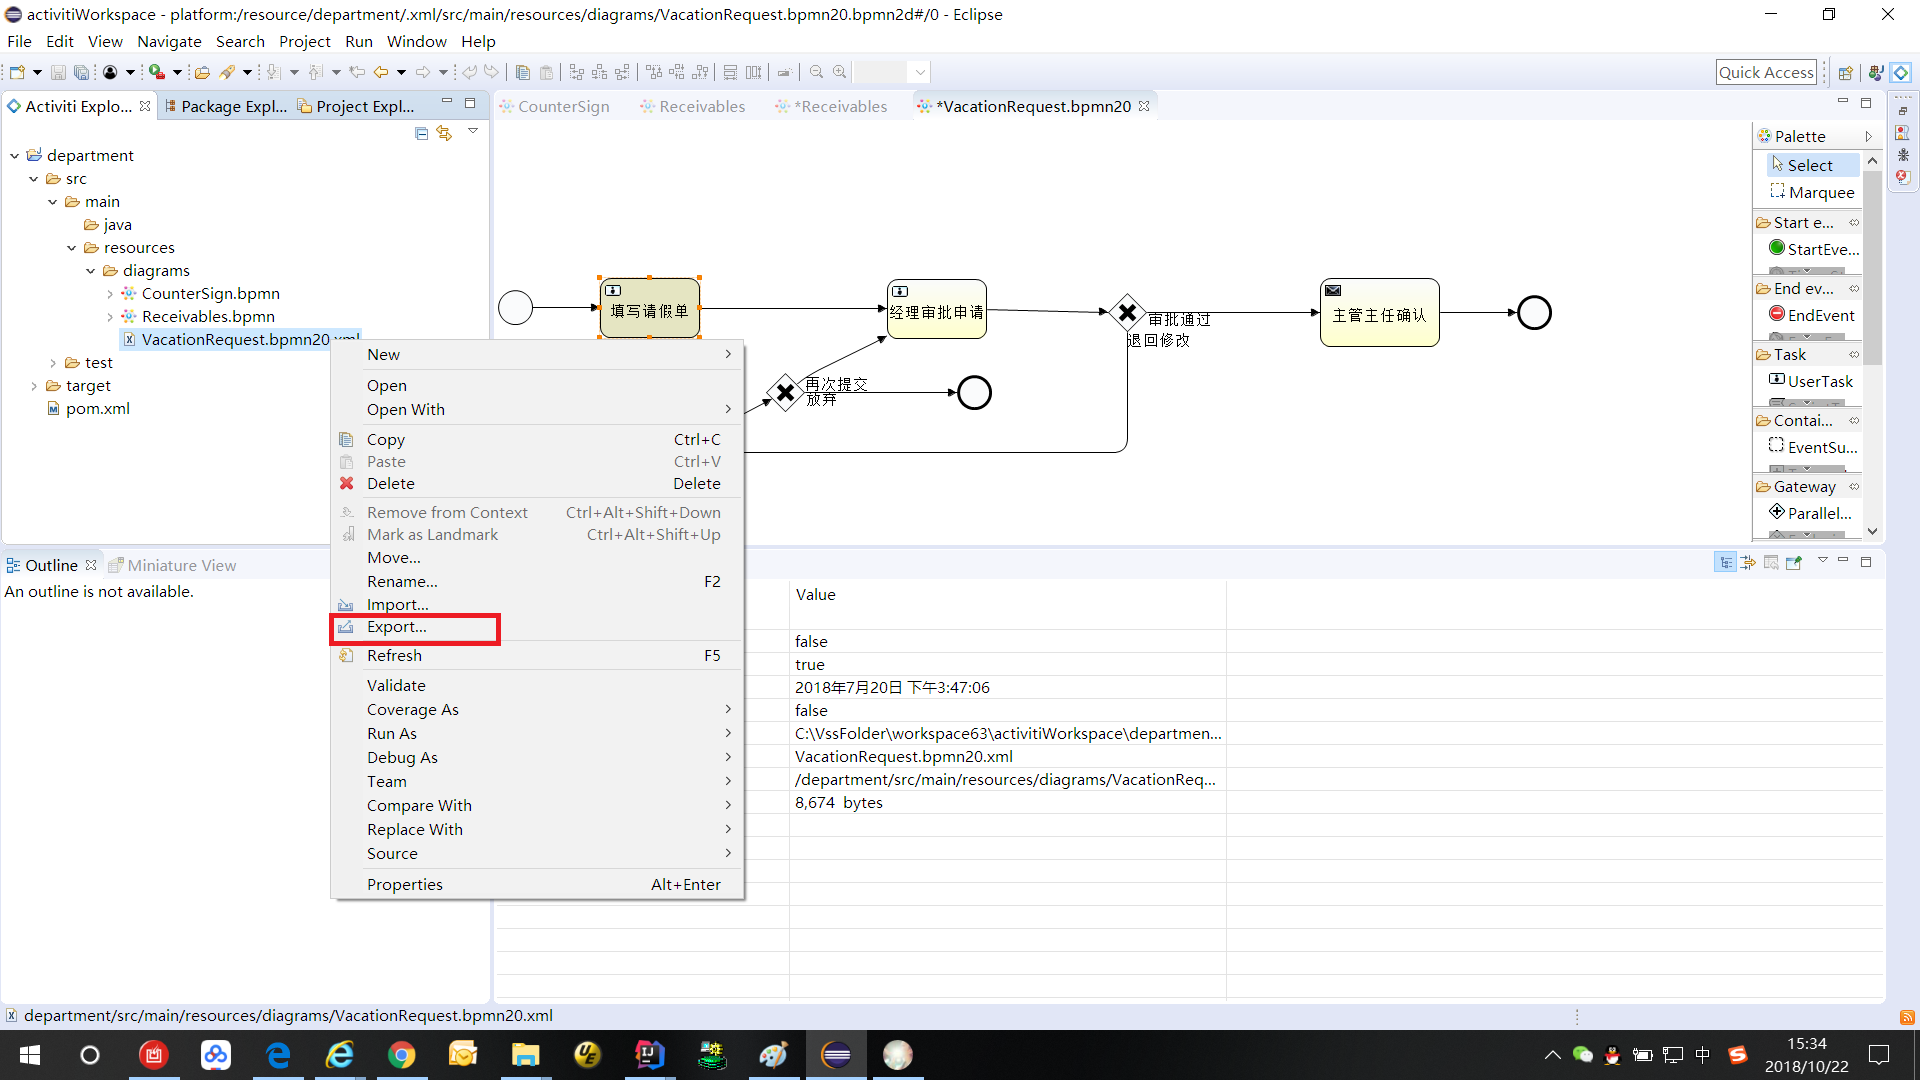 activitiWorkspace - platform:/resource/department/.xml/src/main/resources/diagrams/VacationRequest.bpmn20.bpmn2d#/0 - Eclipse
File Edit View Navigate Search Project Run Window Help
Quick Access
Activiti Explo...
Package Expl...
Project Expl...
CounterSign
Receivables
*Receivables
*VacationRequest.bpmn20
department
src
main
java
resources
diagrams
CounterSign.bpmn
Receivables.bpmn
VacationRequest.bpmn20.xml
test
target
pom.xml
填写请假单
经理审批申请
审批通过
退回修改
主管主任确认
再次提交
放弃
Palette
Select
Marquee
Start e...
StartEve...
End ev...
EndEvent
Task
UserTask
Contai...
EventSu...
Gateway
Parallel...
New
Open
Open With
Copy Ctrl+C
Paste Ctrl+V
Delete Delete
Remove from Context Ctrl+Alt+Shift+Down
Mark as Landmark Ctrl+Alt+Shift+Up
Move...
Rename... F2
Import...
Export...
Refresh F5
Validate
Coverage As
Run As
Debug As
Team
Compare With
Replace With
Source
Properties Alt+Enter
Outline
Miniature View
An outline is not available.
Value
false
true
2018年7月20日 下午3:47:06
false
C:\VssFolder\workspace63\activitiWorkspace\departmen...
VacationRequest.bpmn20.xml
/department/src/main/resources/diagrams/VacationReq...
8,674 bytes
department/src/main/resources/diagrams/VacationRequest.bpmn20.xml
中
15:34
2018/10/22